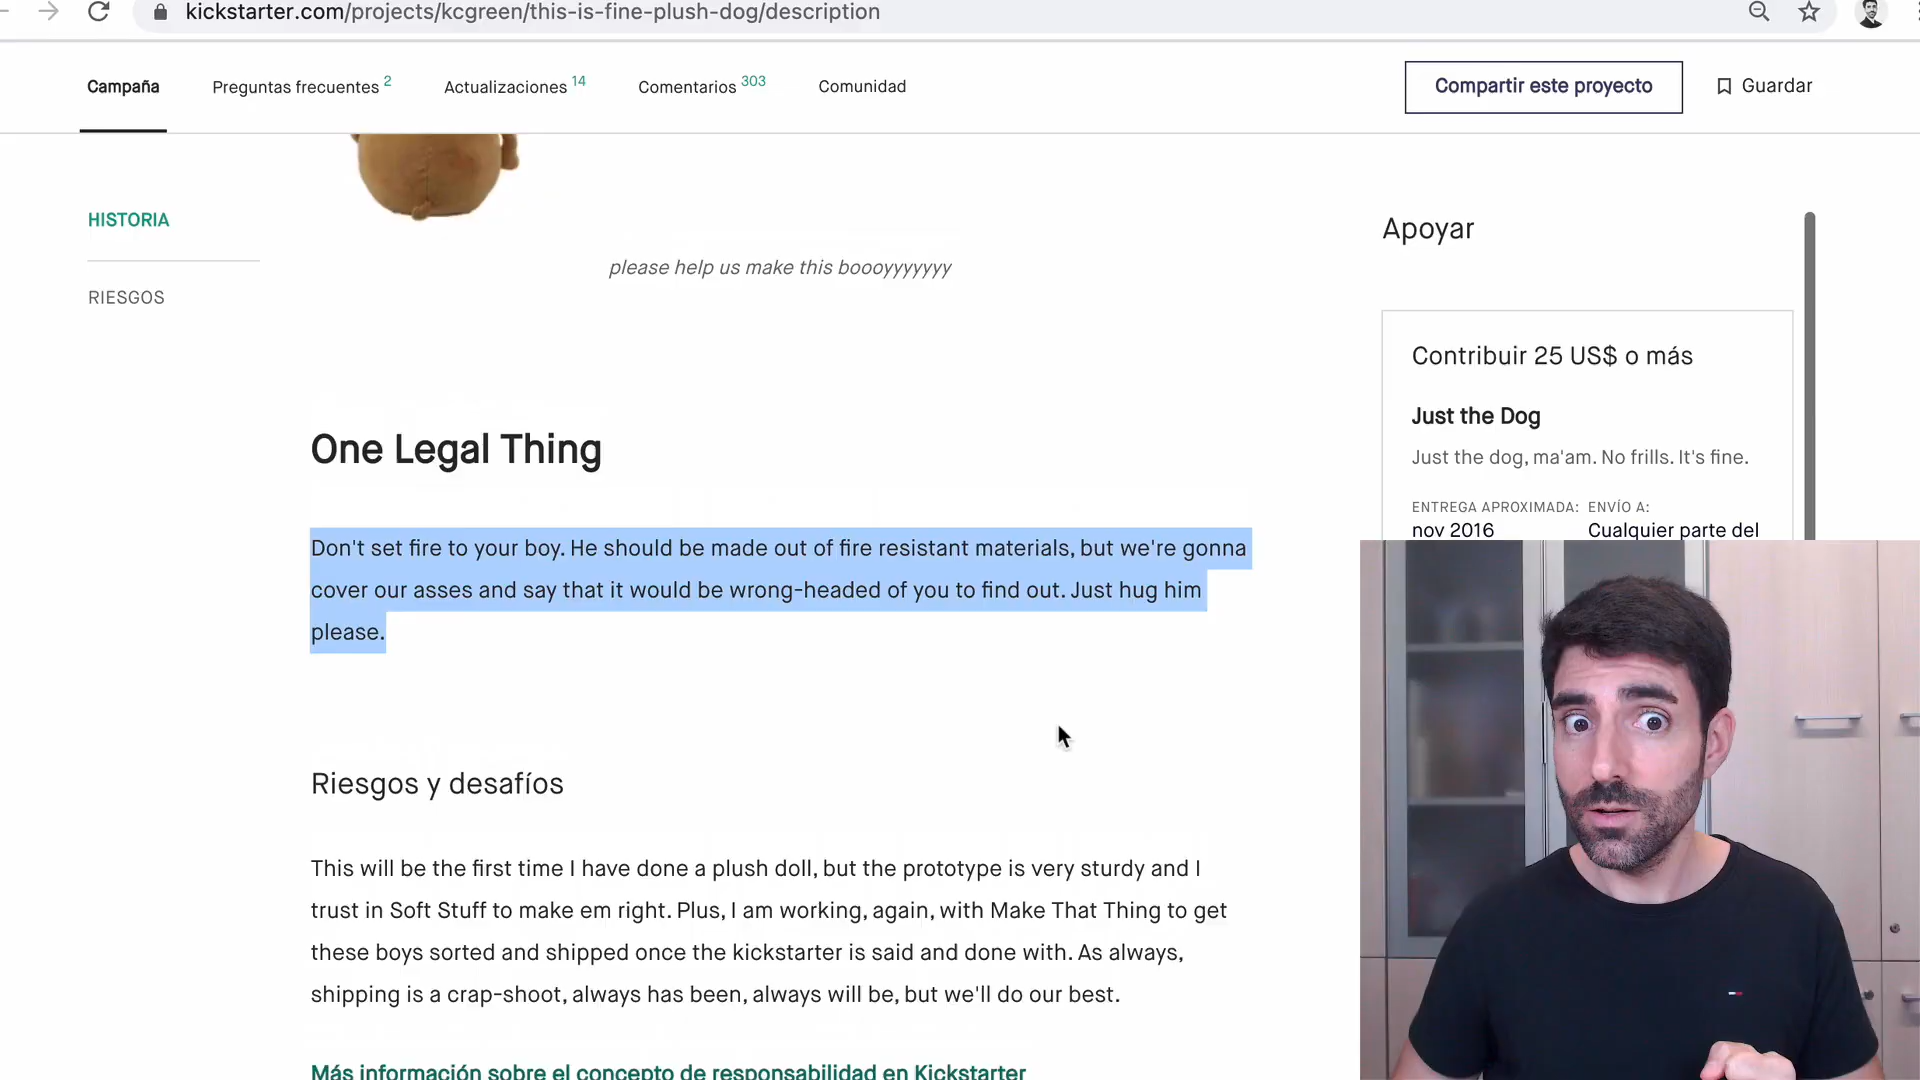 kickstarter.com/projects/kcgreen/this-is-fine-plush-dog/description
Campaña
Preguntas frecuentes 2
Actualizaciones 14
Comentarios 303
Comunidad
Compartir este proyecto
Guardar
HISTORIA
RIESGOS
please help us make this boooyyyyyyy
One Legal Thing
Don't set fire to your boy. He should be made out of fire resistant materials, but we're gonna
cover our asses and say that it would be wrong-headed of you to find out. Just hug him
please.
Riesgos y desafíos
This will be the first time I have done a plush doll, but the prototype is very sturdy and I
trust in Soft Stuff to make em right. Plus, I am working, again, with Make That Thing to get
these boys sorted and shipped once the kickstarter is said and done with. As always,
shipping is a crap-shoot, always has been, always will be, but we'll do our best.
Más información sobre el concepto de responsabilidad en Kickstarter
Apoyar
Contribuir 25 US$ o más
Just the Dog
Just the dog, ma'am. No frills. It's fine.
ENTREGA APROXIMADA: ENVÍO A:
nov 2016 Cualquier parte del